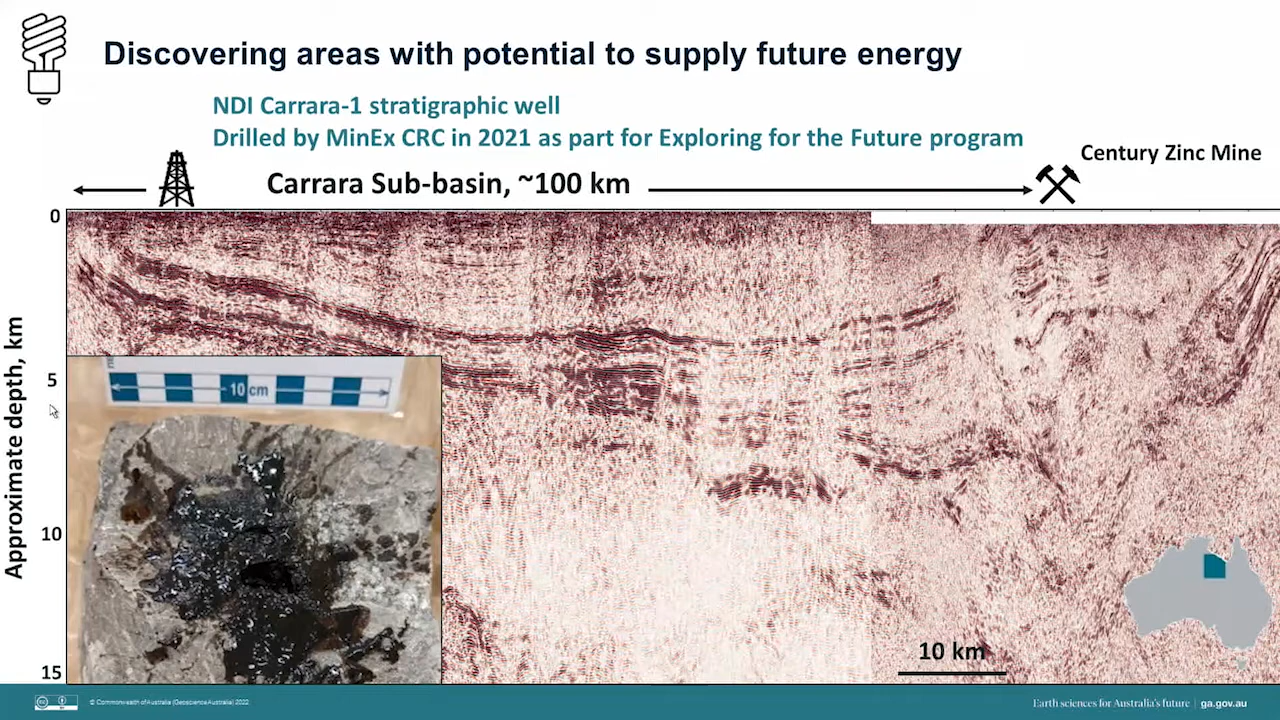 Discovering areas with potential to supply future energy
NDI Carrara-1 stratigraphic well
Drilled by MinEx CRC in 2021 as part for Exploring for the Future program
Century Zinc Mine
Carrara Sub-basin, ~100 km
0
5
10
15
Approximate depth, km
10 cm
10 km
© Commonwealth of Australia (Geoscience Australia) 2022
Earth sciences for Australia's future | ga.gov.au